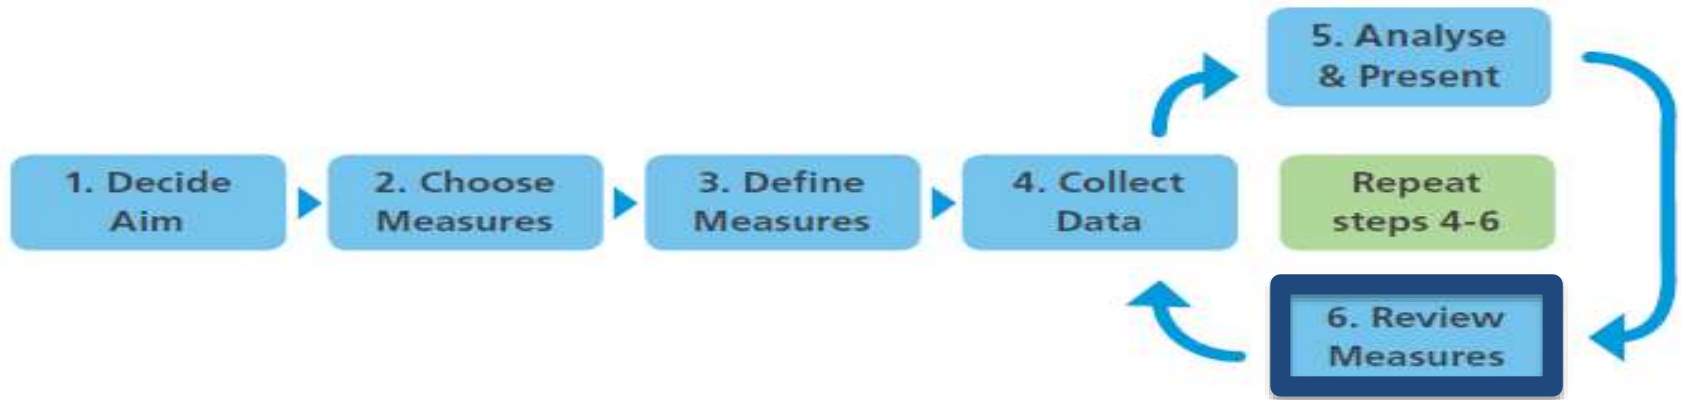 1. Decide
Aim
2. Choose
Measures
3. Define
Measures
4. Collect
Data
5. Analyse
& Present
Repeat
steps 4-6
6. Review
Measures